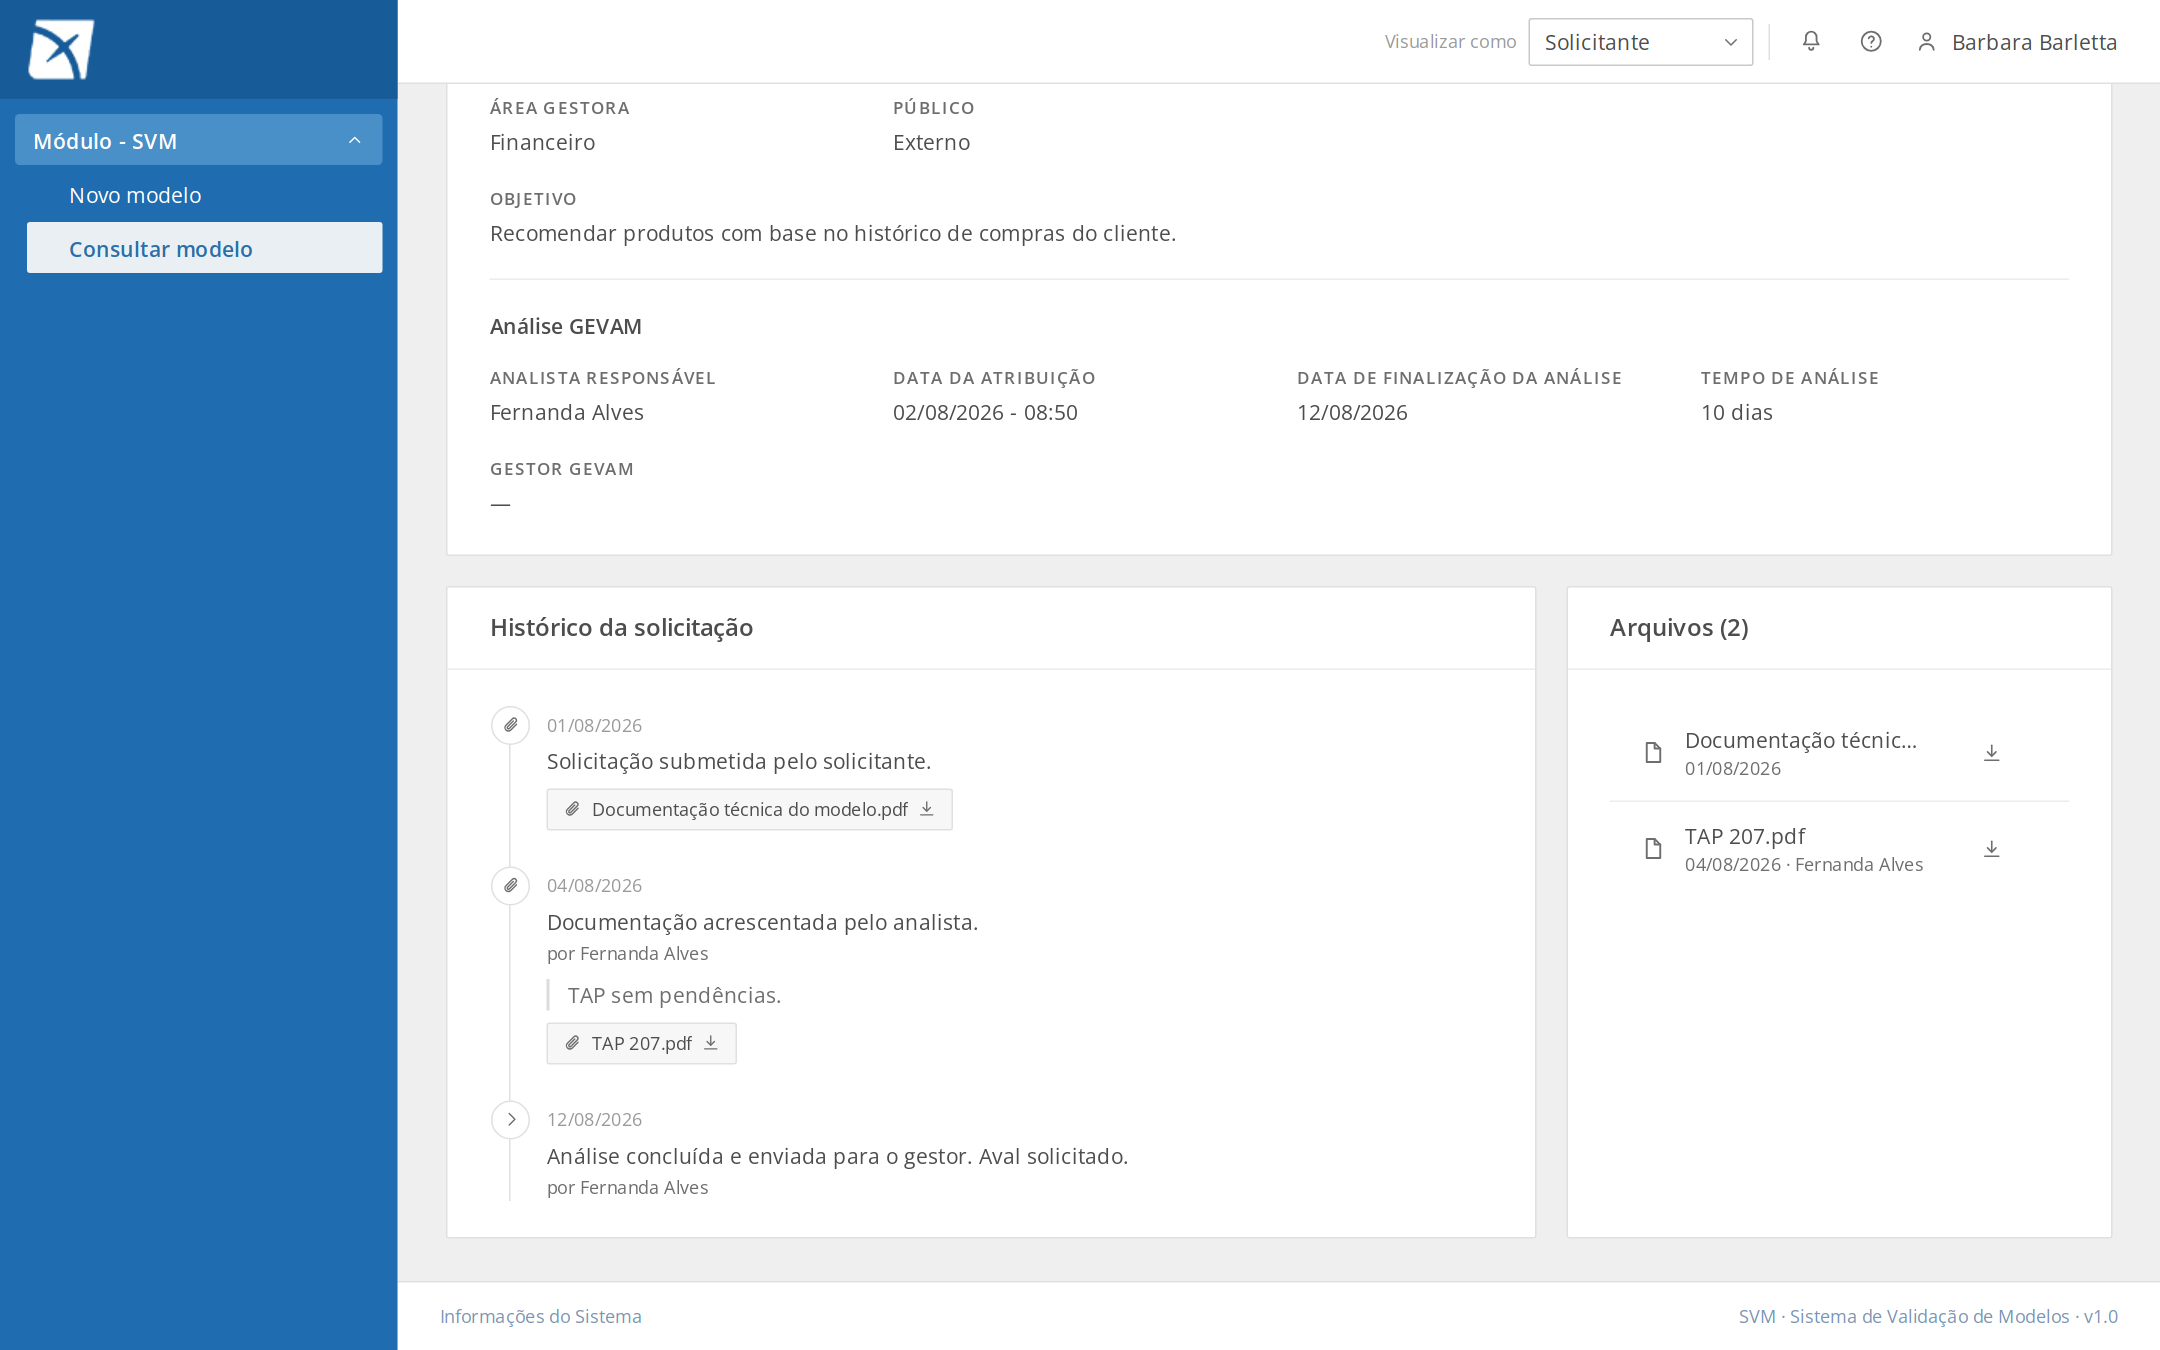 Visualizar como
Solicitante
Barbara Barletta
Módulo - SVM
Novo modelo
Consultar modelo
ÁREA GESTORA
Financeiro
PÚBLICO
Externo
OBJETIVO
Recomendar produtos com base no histórico de compras do cliente.
Análise GEVAM
ANALISTA RESPONSÁVEL
Fernanda Alves
DATA DA ATRIBUIÇÃO
02/08/2026 - 08:50
DATA DE FINALIZAÇÃO DA ANÁLISE
12/08/2026
TEMPO DE ANÁLISE
10 dias
GESTOR GEVAM
—
Histórico da solicitação
01/08/2026
Solicitação submetida pelo solicitante.
Documentação técnica do modelo.pdf
04/08/2026
Documentação acrescentada pelo analista.
por Fernanda Alves
TAP sem pendências.
TAP 207.pdf
12/08/2026
Análise concluída e enviada para o gestor. Aval solicitado.
por Fernanda Alves
Arquivos (2)
Documentação técnic...
01/08/2026
TAP 207.pdf
04/08/2026 · Fernanda Alves
Informações do Sistema
SVM · Sistema de Validação de Modelos · v1.0